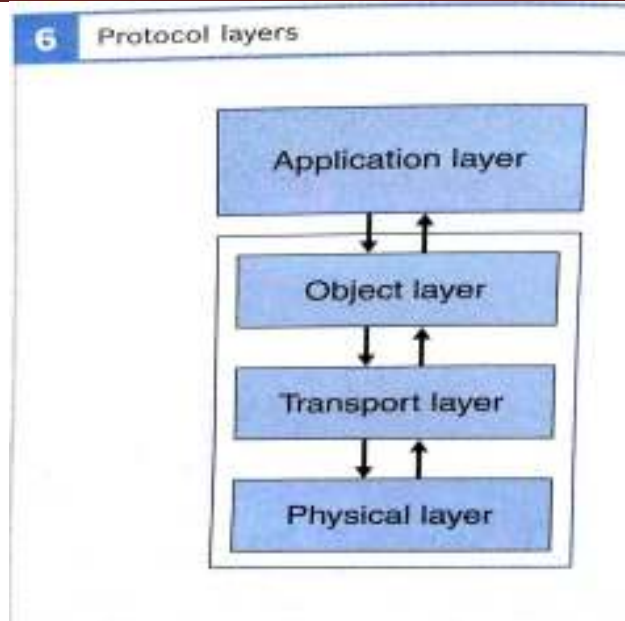 6 Protocol layers
Application layer
Object layer
Transport layer
Physical layer